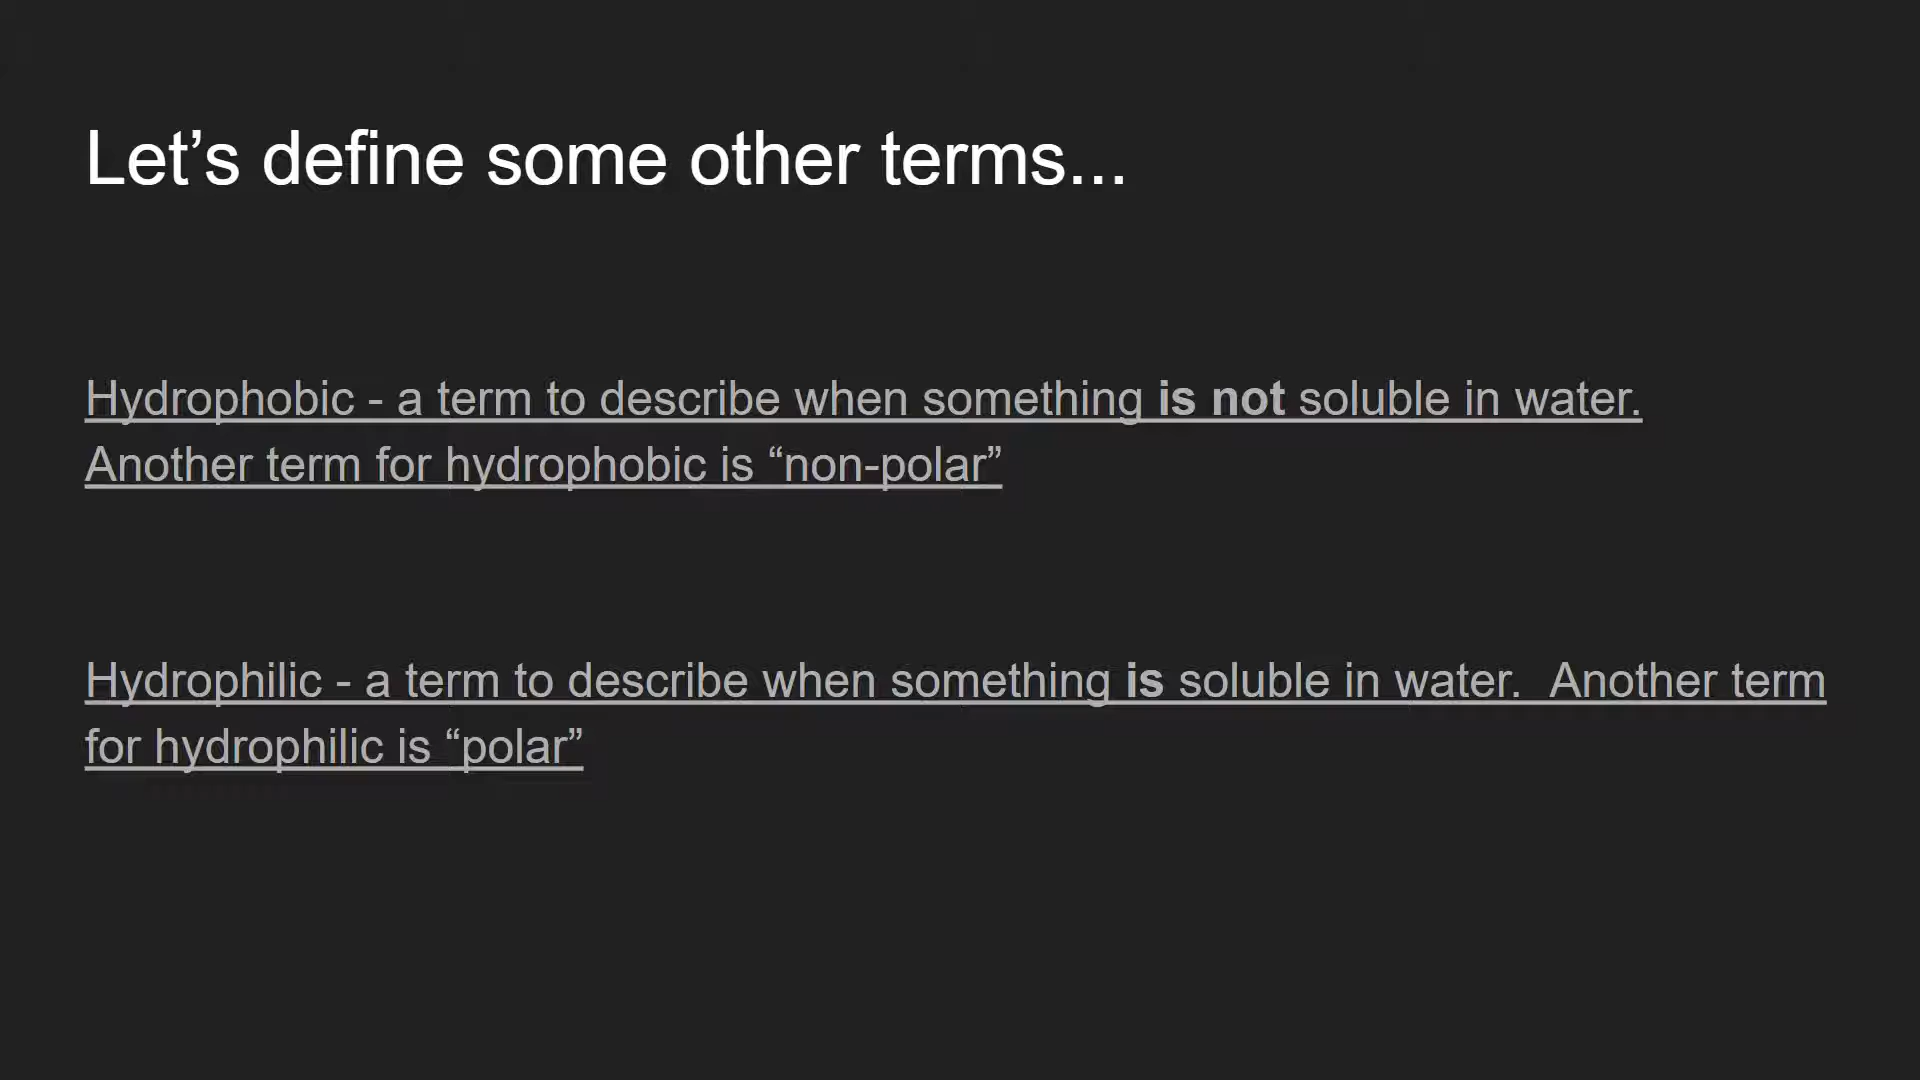 Let’s define some other terms...
Hydrophobic - a term to describe when something is not soluble in water.
Another term for hydrophobic is “non-polar”
Hydrophilic - a term to describe when something is soluble in water.  Another term
for hydrophilic is “polar”